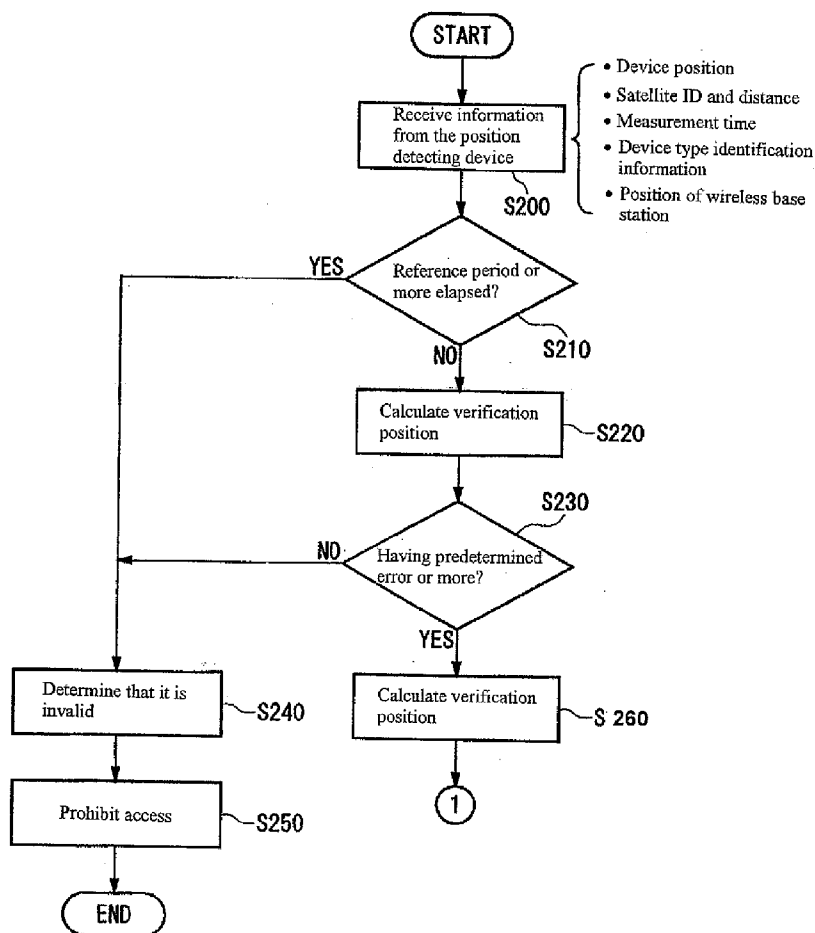 START
Receive information
from the position
detecting device
S200
• Device position
• Satellite ID and distance
• Measurement time
• Device type identification
information
• Position of wireless base
station
YES
Reference period or
more elapsed?
S210
NO
Calculate verification
position
S220
S230
NO
Having predetermined
error or more?
YES
Determine that it is
invalid
S240
Calculate verification
position
S 260
Prohibit access
S250
1
END